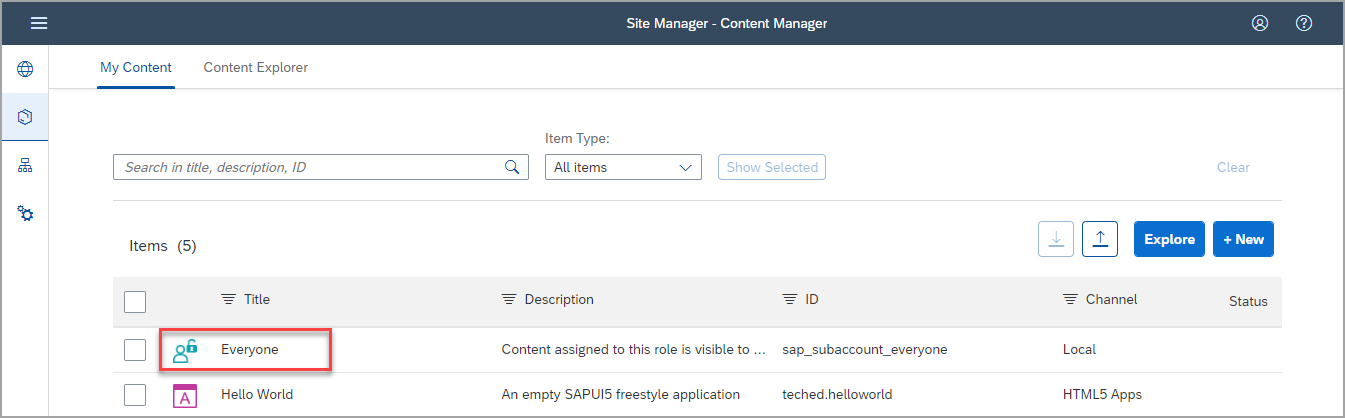 Site Manager - Content Manager
My Content Content Explorer
Item Type:
Search in title, description, ID All items Show Selected Clear
Items (5) Explore + New
Title Description ID Channel Status
Everyone Content assigned to this role is visible to ... sap_subaccount_everyone Local
A Hello World An empty SAPUI5 freestyle application teched.helloworld HTML5 Apps